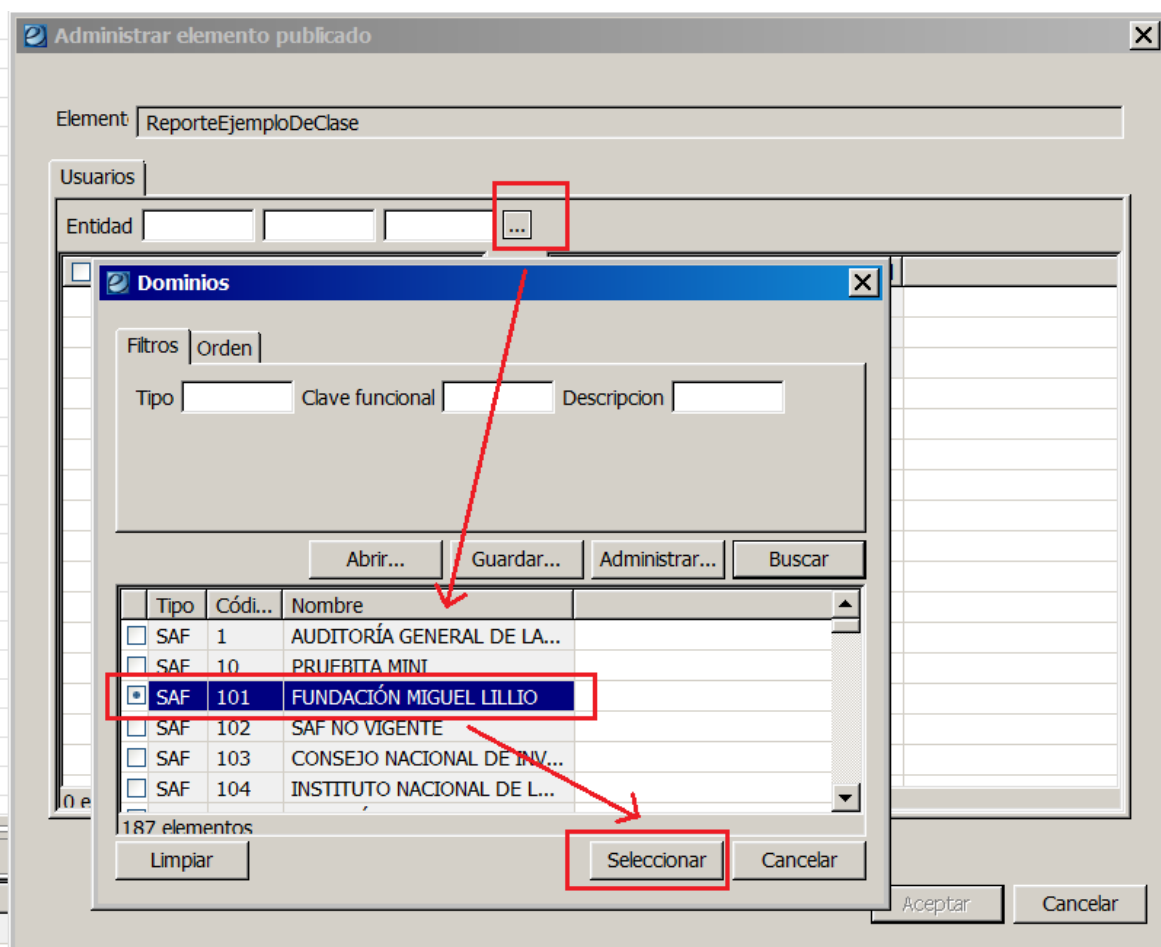 Administrar elemento publicado
Element ReporteEjemploDeClase
Usuarios
Entidad ...
Dominios
Filtros Orden
Tipo Clave funcional Descripcion
Abrir... Guardar... Administrar... Buscar
Tipo Códi... Nombre
SAF 1 AUDITORÍA GENERAL DE LA...
SAF 10 PRUEBITA MINI
SAF 101 FUNDACIÓN MIGUEL LILLIO
SAF 102 SAF NO VIGENTE
SAF 103 CONSEJO NACIONAL DE INV...
SAF 104 INSTITUTO NACIONAL DE L...
0 e
187 elementos
Limpiar Seleccionar Cancelar
Aceptar Cancelar